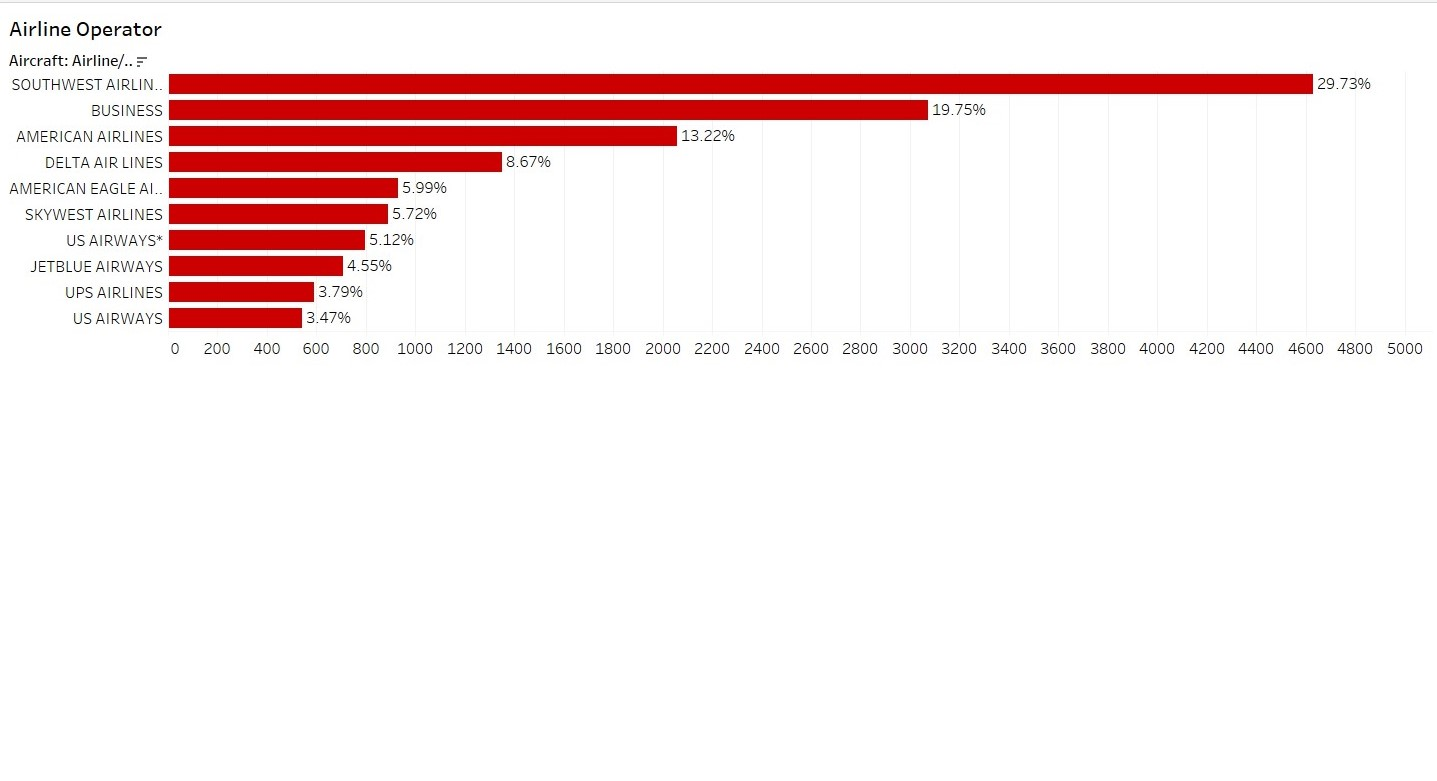 Airline Operator
Aircraft: Airline/..
SOUTHWEST AIRLIN.. 29.73%
BUSINESS 19.75%
AMERICAN AIRLINES 13.22%
DELTA AIR LINES 8.67%
AMERICAN EAGLE AI.. 5.99%
SKYWEST AIRLINES 5.72%
US AIRWAYS* 5.12%
JETBLUE AIRWAYS 4.55%
UPS AIRLINES 3.79%
US AIRWAYS 3.47%
0 200 400 600 800 1000 1200 1400 1600 1800 2000 2200 2400 2600 2800 3000 3200 3400 3600 3800 4000 4200 4400 4600 4800 5000